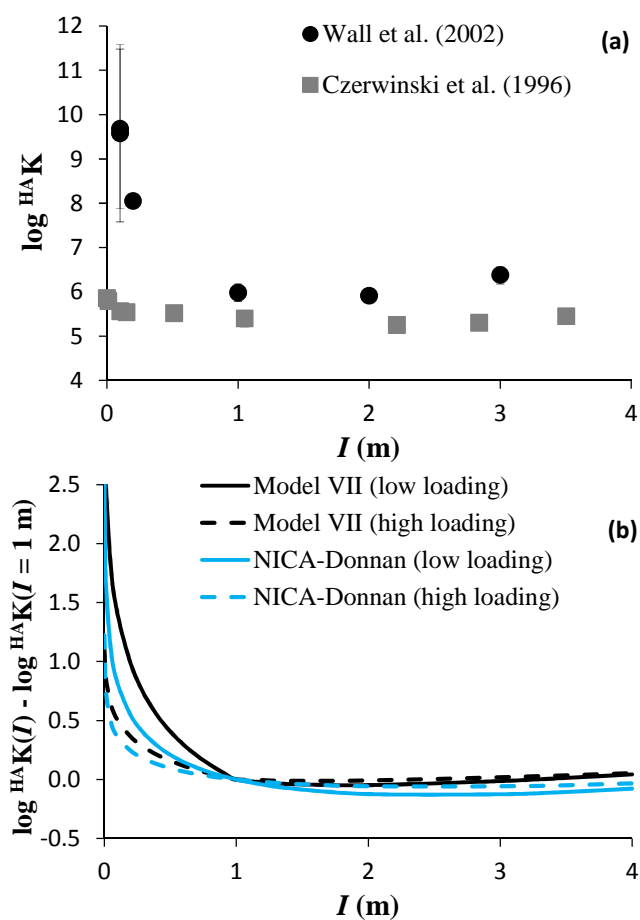 12
11
10
9
8
7
6
5
4
log ᴴᴬK
Wall et al. (2002)
Czerwinski et al. (1996)
(a)
0 1 2 3 4
I (m)
2.5
2.0
1.5
1.0
0.5
0.0
-0.5
log ᴴᴬK(I) - log ᴴᴬK(I = 1 m)
Model VII (low loading)
Model VII (high loading)
NICA-Donnan (low loading)
NICA-Donnan (high loading)
(b)
0 1 2 3 4
I (m)